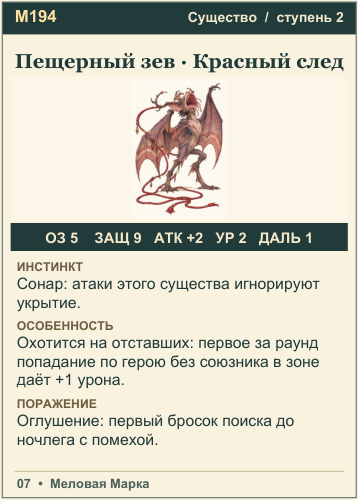 M194 Существо / ступень 2
Пещерный зев · Красный след
ОЗ 5 ЗАЩ 9 АТК +2 УР 2 ДАЛЬ 1
ИНСТИНКТ
Сонар: атаки этого существа игнорируют
укрытие.
ОСОБЕННОСТЬ
Охотится на отставших: первое за раунд
попадание по герою без союзника в зоне
даёт +1 урона.
ПОРАЖЕНИЕ
Оглушение: первый бросок поиска до
ночлега с помехой.
07 • Меловая Марка